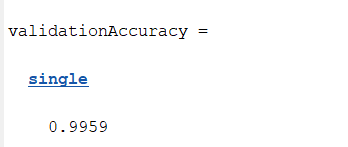 validationAccuracy =
single
0.9959